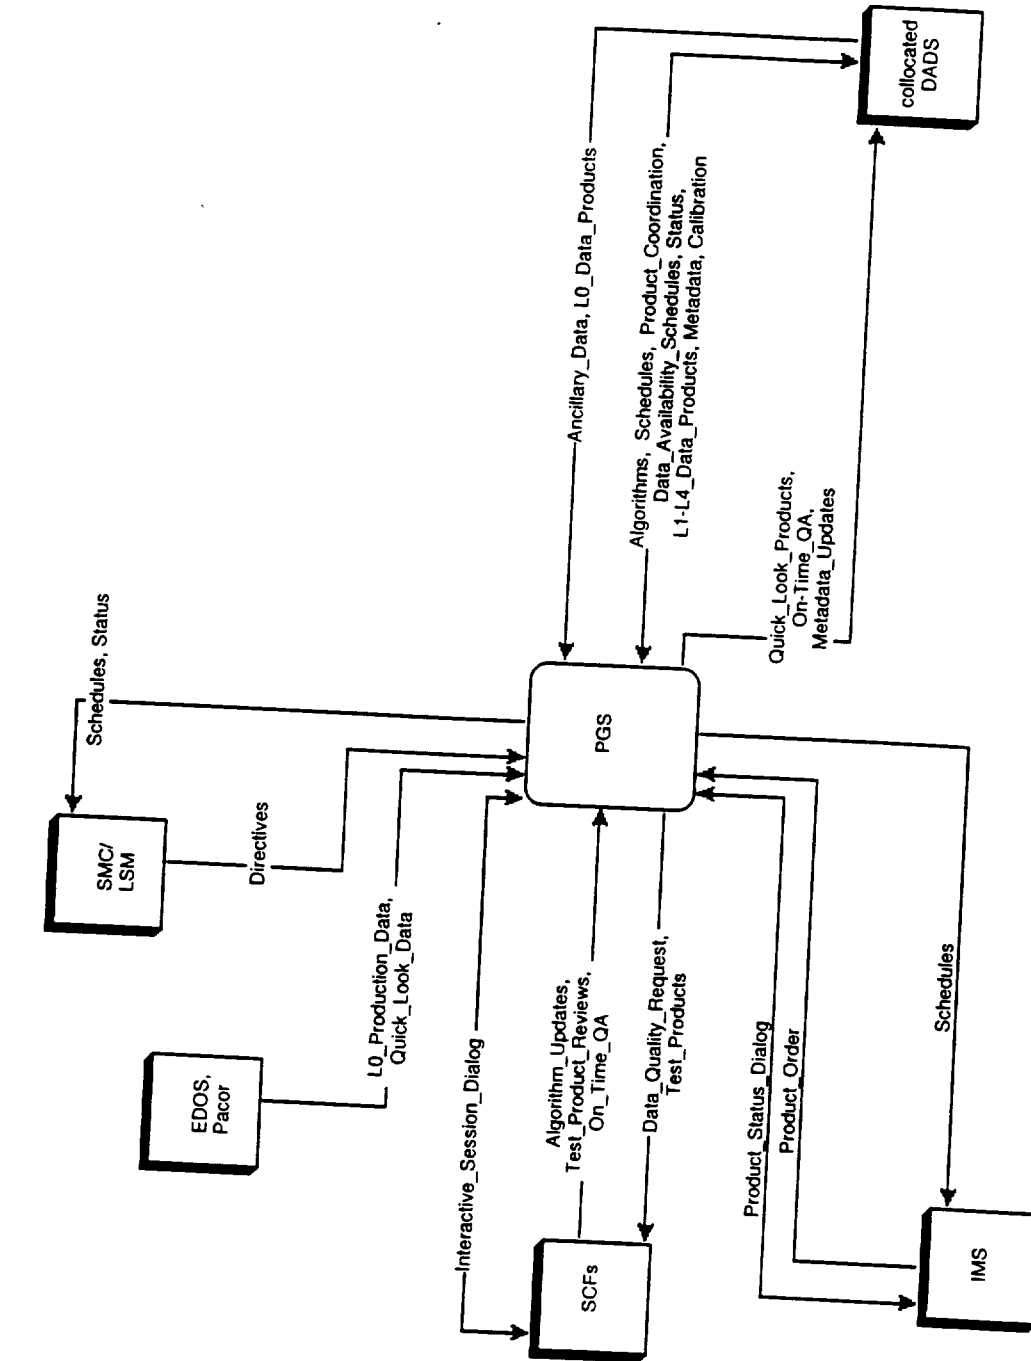 collocated
DADS
Ancillary_Data, L0_Data_Products
Algorithms, Schedules, Product_Coordination,
Data_Availability_Schedules, Status,
L1-L4_Data_Products, Metadata, Calibration
Quick_Look_Products,
On-Time_QA,
Metadata_Updates
Schedules, Status
SMC/
LSM
Directives
PGS
EDOS,
Pacor
L0_Production_Data,
Quick_Look_Data
Interactive_Session_Dialog
Algorithm_Updates,
Test_Product_Reviews,
On_Time_QA
Data_Quality_Request,
Test_Products
Product_Status_Dialog
Product_Order
Schedules
SCFs
IMS